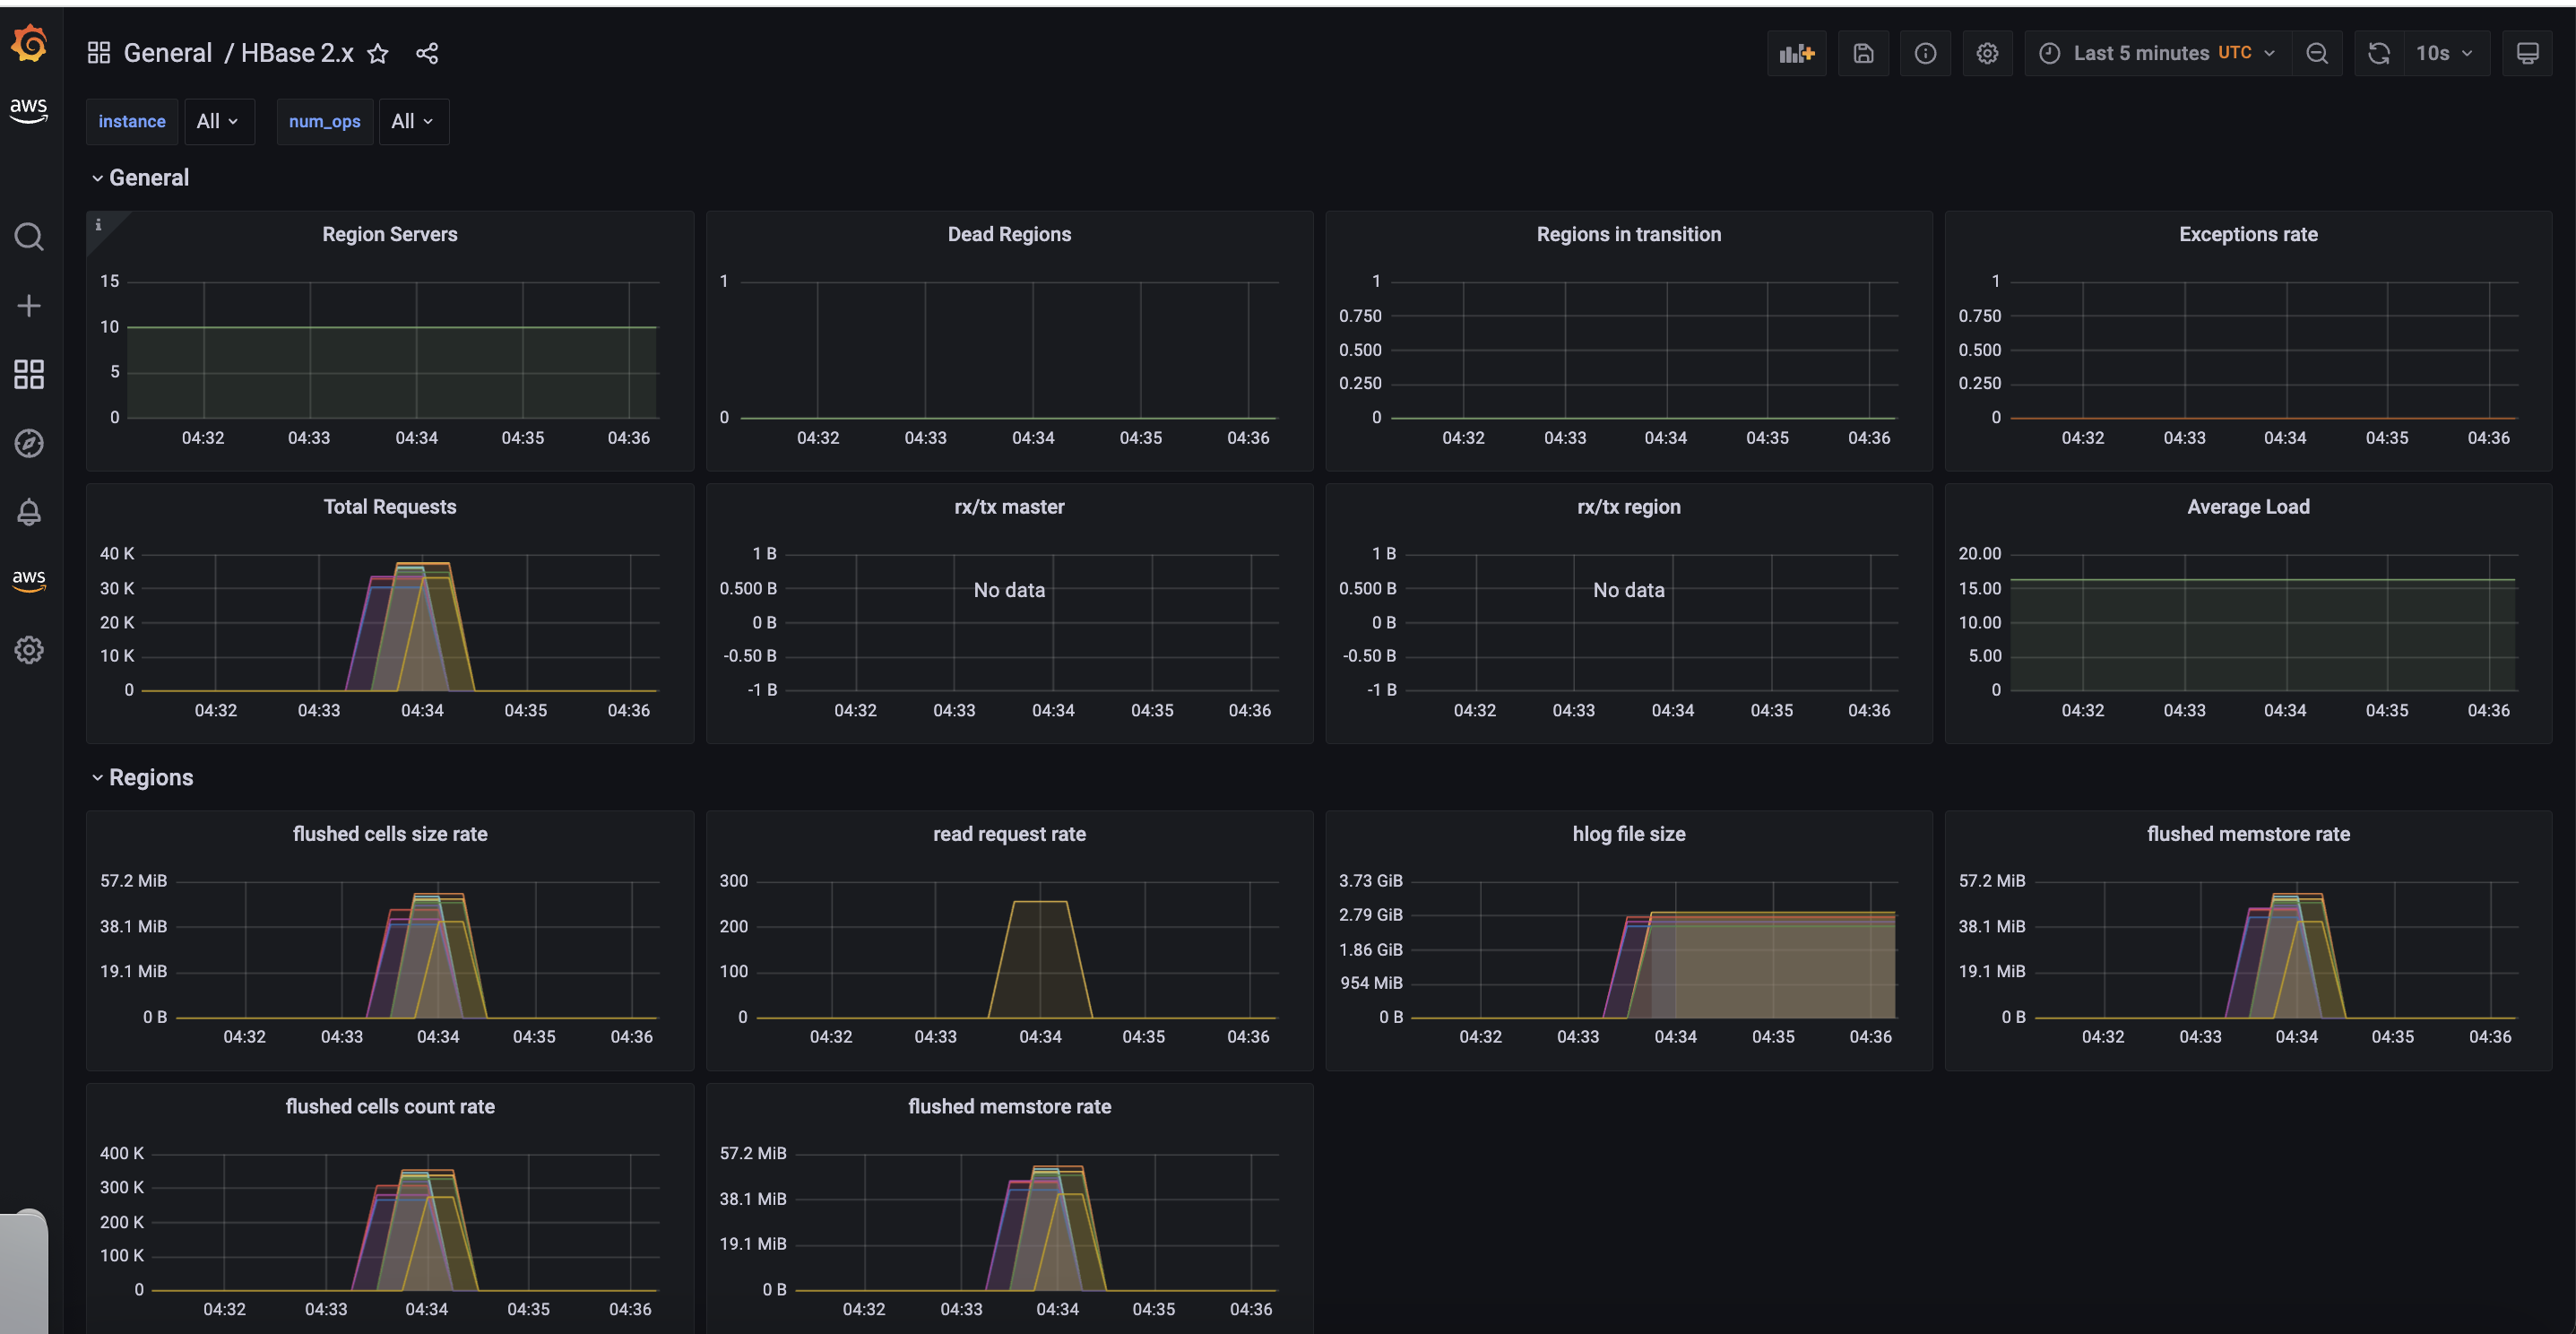 General / HBase 2.x
Last 5 minutes UTC
10s
aws
instance All num_ops All
General
i
Region Servers
15
10
5
0
04:32 04:33 04:34 04:35 04:36
Dead Regions
1
0
04:32 04:33 04:34 04:35 04:36
Regions in transition
1
0.750
0.500
0.250
0
04:32 04:33 04:34 04:35 04:36
Exceptions rate
1
0.750
0.500
0.250
0
04:32 04:33 04:34 04:35 04:36
Total Requests
40 K
30 K
20 K
10 K
0
04:32 04:33 04:34 04:35 04:36
rx/tx master
1 B
0.500 B
0 B
-0.50 B
-1 B
No data
04:32 04:33 04:34 04:35 04:36
rx/tx region
1 B
0.500 B
0 B
-0.50 B
-1 B
No data
04:32 04:33 04:34 04:35 04:36
Average Load
20.00
15.00
10.00
5.00
0
04:32 04:33 04:34 04:35 04:36
aws
Regions
flushed cells size rate
57.2 MiB
38.1 MiB
19.1 MiB
0 B
04:32 04:33 04:34 04:35 04:36
read request rate
300
200
100
0
04:32 04:33 04:34 04:35 04:36
hlog file size
3.73 GiB
2.79 GiB
1.86 GiB
954 MiB
0 B
04:32 04:33 04:34 04:35 04:36
flushed memstore rate
57.2 MiB
38.1 MiB
19.1 MiB
0 B
04:32 04:33 04:34 04:35 04:36
flushed cells count rate
400 K
300 K
200 K
100 K
0
04:32 04:33 04:34 04:35 04:36
flushed memstore rate
57.2 MiB
38.1 MiB
19.1 MiB
0 B
04:32 04:33 04:34 04:35 04:36